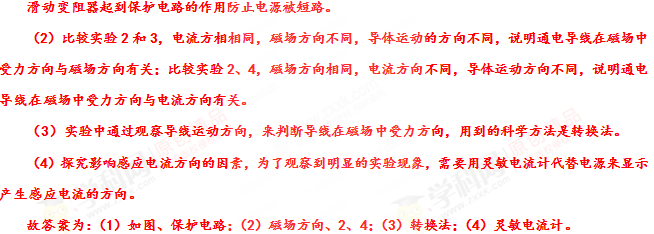 滑动变阻器起到保护电路的作用防止电源被短路。
（2）比较实验 2 和 3，电流方相相同，磁场方向不同，导体运动的方向不同，说明通电导线在磁场中
受力方向与磁场方向有关；比较实验 2、4，磁场方向相同，电流方向不同，导体运动方向不同，说明通电
导线在磁场中受力方向与电流方向有关。
（3）实验中通过观察导线运动方向，来判断导线在磁场中受力方向，用到的科学方法是转换法。
（4）探究影响感应电流方向的因素，为了观察到明显的实验现象，需要用灵敏电流计代替电源来显示
产生感应电流的方向。
故答案为：（1）如图、保护电路；（2）磁场方向、2、4；（3）转换法；（4）灵敏电流计。